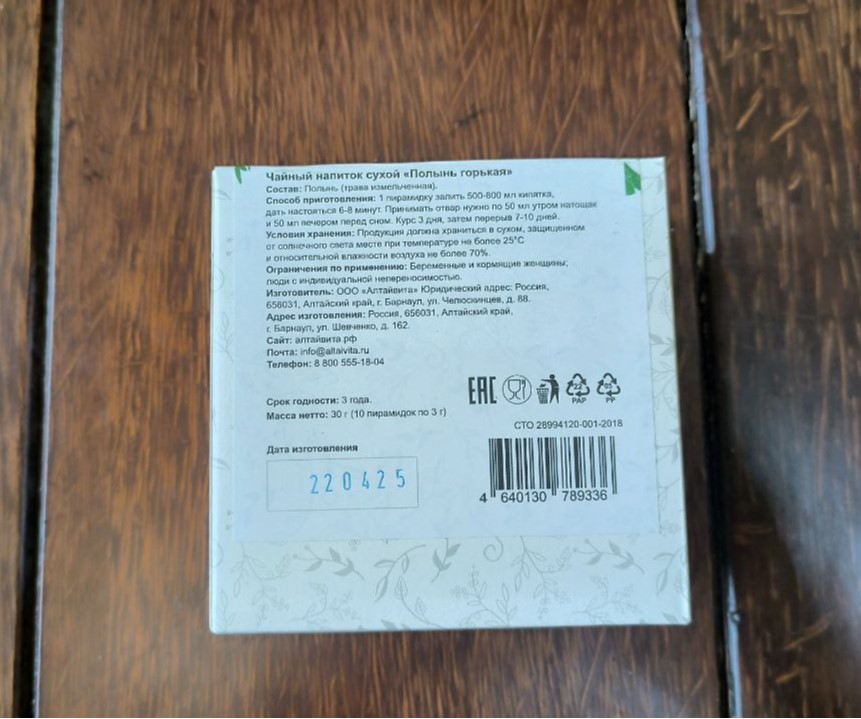 Чайный напиток сухой «Полынь горькая»
Состав: Полынь (трава измельченная).
Способ приготовления: 1 пирамидку залить 500-800 мл кипятка,
дать настояться 6-8 минут. Принимать отвар нужно по 50 мл утром натощак
и 50 мл вечером перед сном. Курс 3 дня, затем перерыв 7-10 дней.
Условия хранения: Продукция должна храниться в сухом, защищенном
от солнечного света месте при температуре не более 25°С
и относительной влажности воздуха не более 70%.
Ограничения по применению: Беременные и кормящие женщины;
люди с индивидуальной непереносимостью.
Изготовитель: ООО «Алтайвита» Юридический адрес: Россия,
656031, Алтайский край, г. Барнаул, ул. Челюскинцев, д. 88.
Адрес изготовления: Россия, 656031, Алтайский край,
г. Барнаул, ул. Шевченко, д. 162.
Сайт: алтайвита.рф
Почта: info@altaivita.ru
Телефон: 8 800 555-18-04
Срок годности: 3 года.
Масса нетто: 30 г (10 пирамидок по 3 г)
EAC
22 PAP
05 PP
СТО 28994120-001-2018
Дата изготовления
220425
4 640130 789336